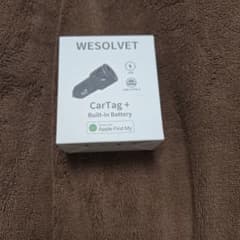 WESOLVET
CarTag +
Built-in Battery
Apple Find My